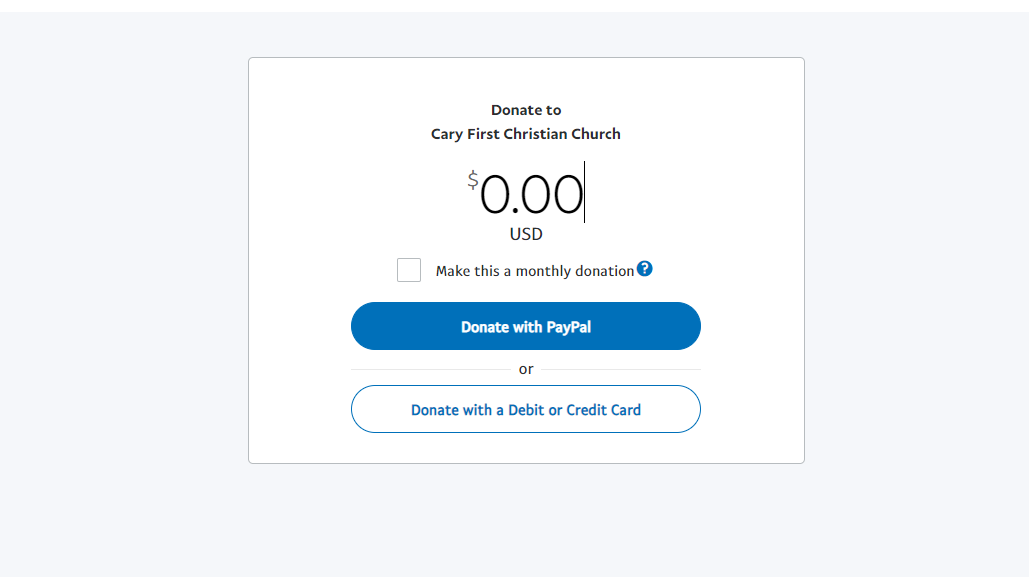 Donate to
Cary First Christian Church
$0.00
USD
Make this a monthly donation ?
Donate with PayPal
or
Donate with a Debit or Credit Card